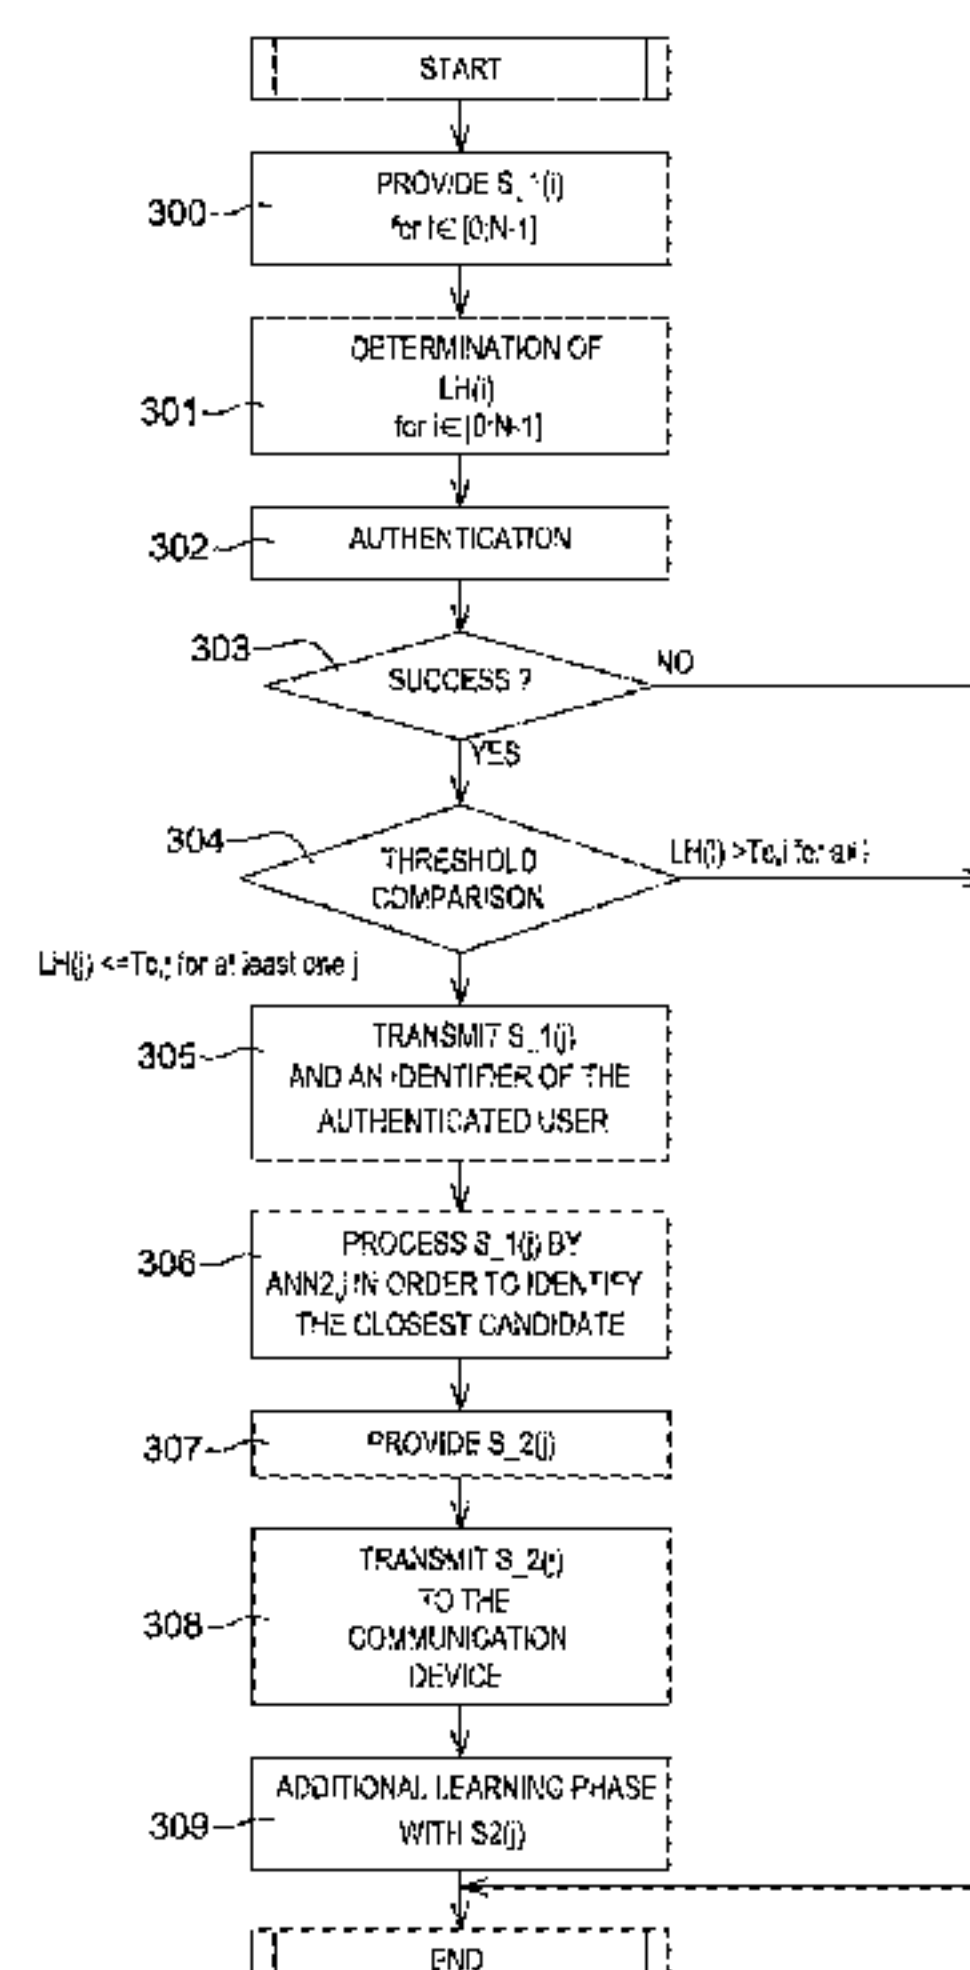 START
300
PROVIDE S_1(i)
for i∈[0;N-1]
301
DETERMINATION OF
LH(i)
for i∈[0;N-1]
302
AUTHENTICATION
303
SUCCESS ?
NO
YES
304
THRESHOLD
COMPARISON
LH(i) >Tc,i for all i
LH(j) <=Tc,j for at least one j
305
TRANSMIT S_1(j)
AND AN IDENTIFIER OF THE
AUTHENTICATED USER
306
PROCESS S_1(j) BY
ANN2,j IN ORDER TO IDENTIFY
THE CLOSEST CANDIDATE
307
PROVIDE S_2(j)
308
TRANSMIT S_2(j)
TO THE
COMMUNICATION
DEVICE
309
ADDITIONAL LEARNING PHASE
WITH S2(j)
END